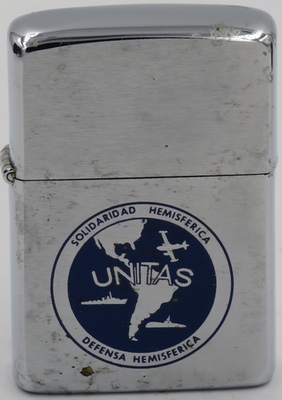 SOLIDARIDAD HEMISFERICA
UNITAS
DEFENSA HEMISFERICA